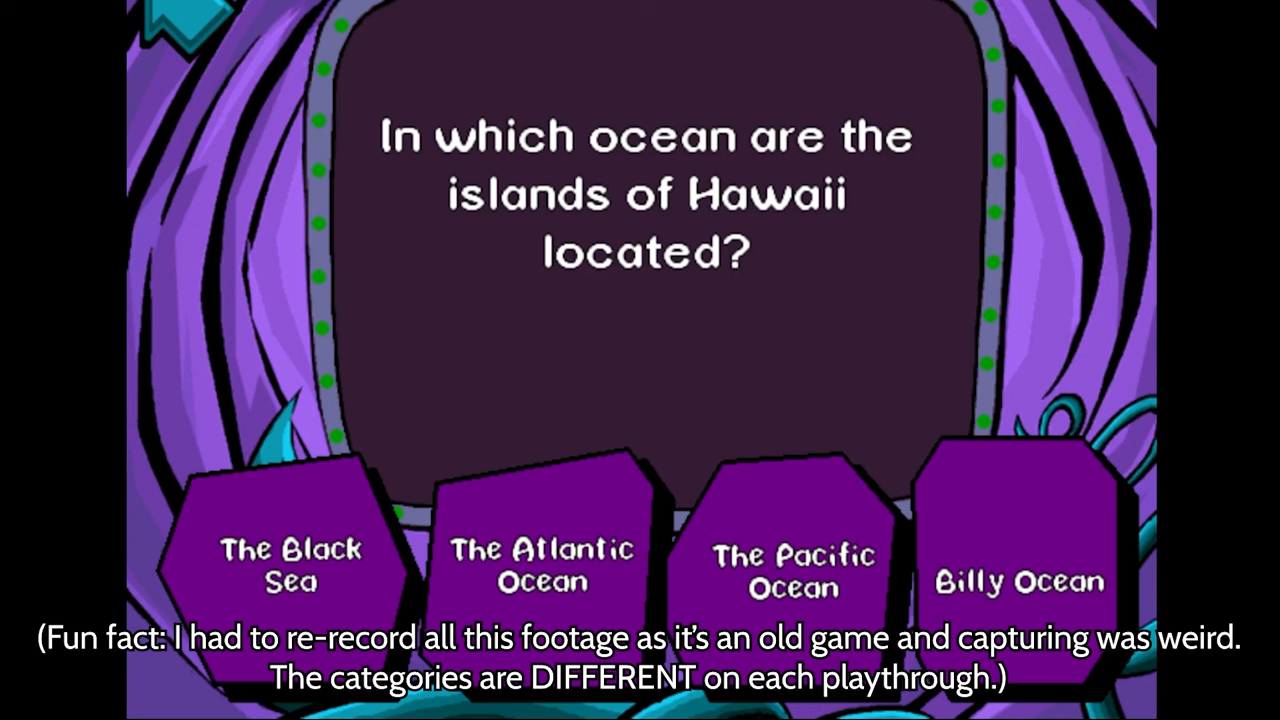 In which ocean are the
islands of Hawaii
located?
The Black
Sea
The Atlantic
Ocean
The Pacific
Ocean
Billy Ocean
(Fun fact: I had to re-record all this footage as it's an old game and capturing was weird.
The categories are DIFFERENT on each playthrough.)